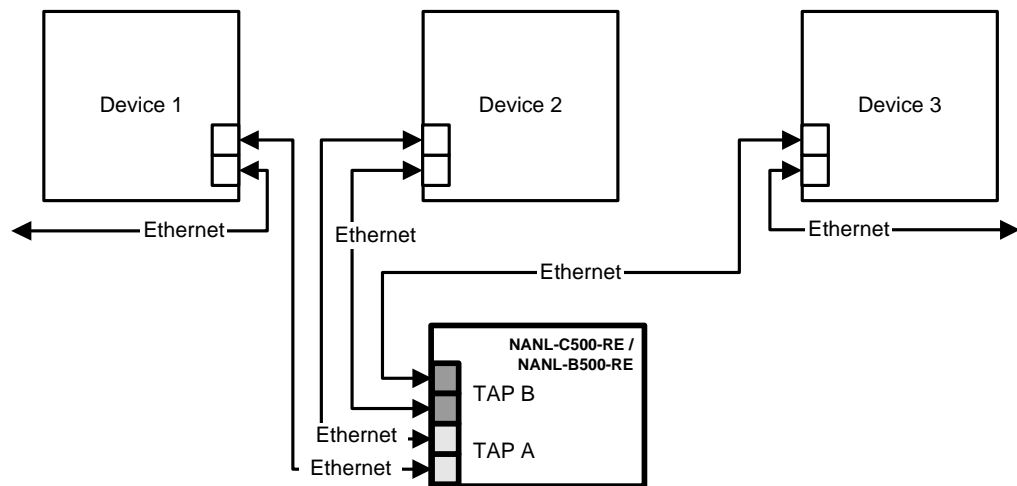 Device 1
Device 2
Device 3
Ethernet
Ethernet
Ethernet
Ethernet
NANL-C500-RE /
NANL-B500-RE
TAP B
Ethernet
TAP A
Ethernet